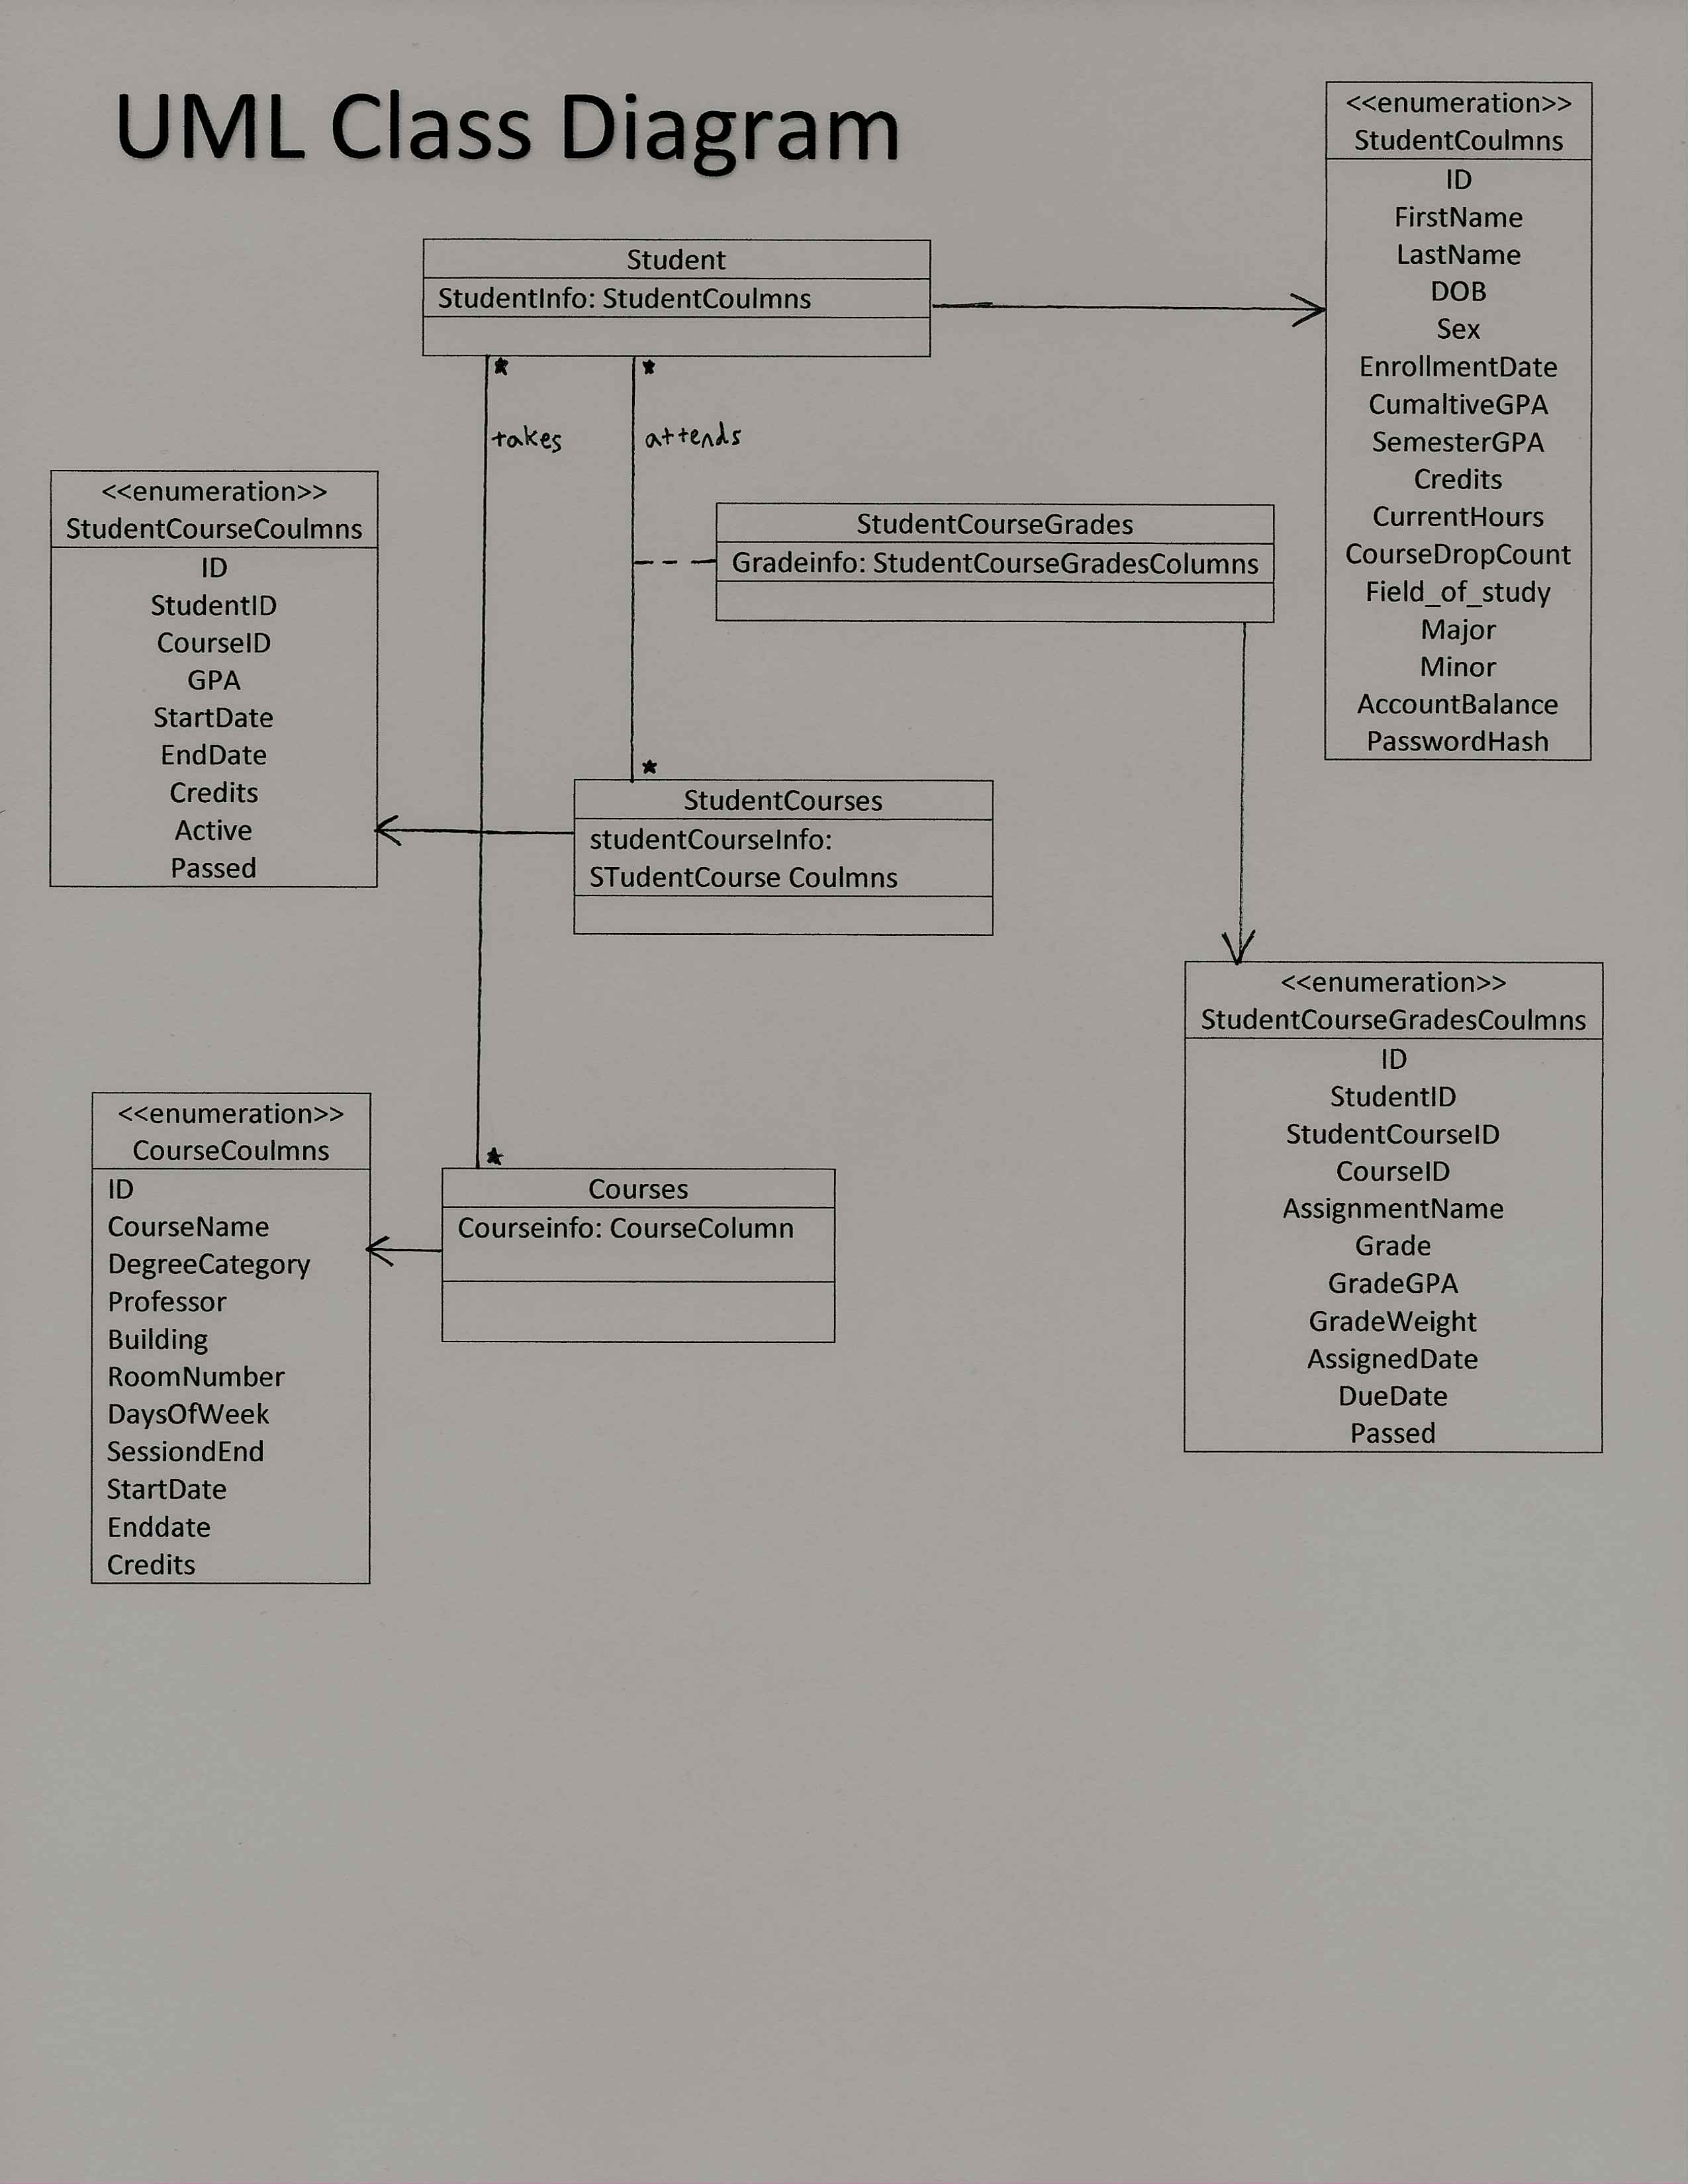 UML Class Diagram
<<enumeration>>
StudentCoulmns
ID
FirstName
LastName
DOB
Sex
EnrollmentDate
CumaltiveGPA
SemesterGPA
Credits
CurrentHours
CourseDropCount
Field_of_study
Major
Minor
AccountBalance
PasswordHash
Student
StudentInfo: StudentCoulmns
*
*
takes
attends
<<enumeration>>
StudentCourseCoulmns
ID
StudentID
CourseID
GPA
StartDate
EndDate
Credits
Active
Passed
StudentCourseGrades
Gradeinfo: StudentCourseGradesColumns
*
StudentCourses
studentCourseInfo:
STudentCourse Coulmns
<<enumeration>>
StudentCourseGradesCoulmns
ID
StudentID
StudentCourseID
CourseID
AssignmentName
Grade
GradeGPA
GradeWeight
AssignedDate
DueDate
Passed
<<enumeration>>
CourseCoulmns
ID
CourseName
DegreeCategory
Professor
Building
RoomNumber
DaysOfWeek
SessiondEnd
StartDate
Enddate
Credits
*
Courses
Courseinfo: CourseColumn